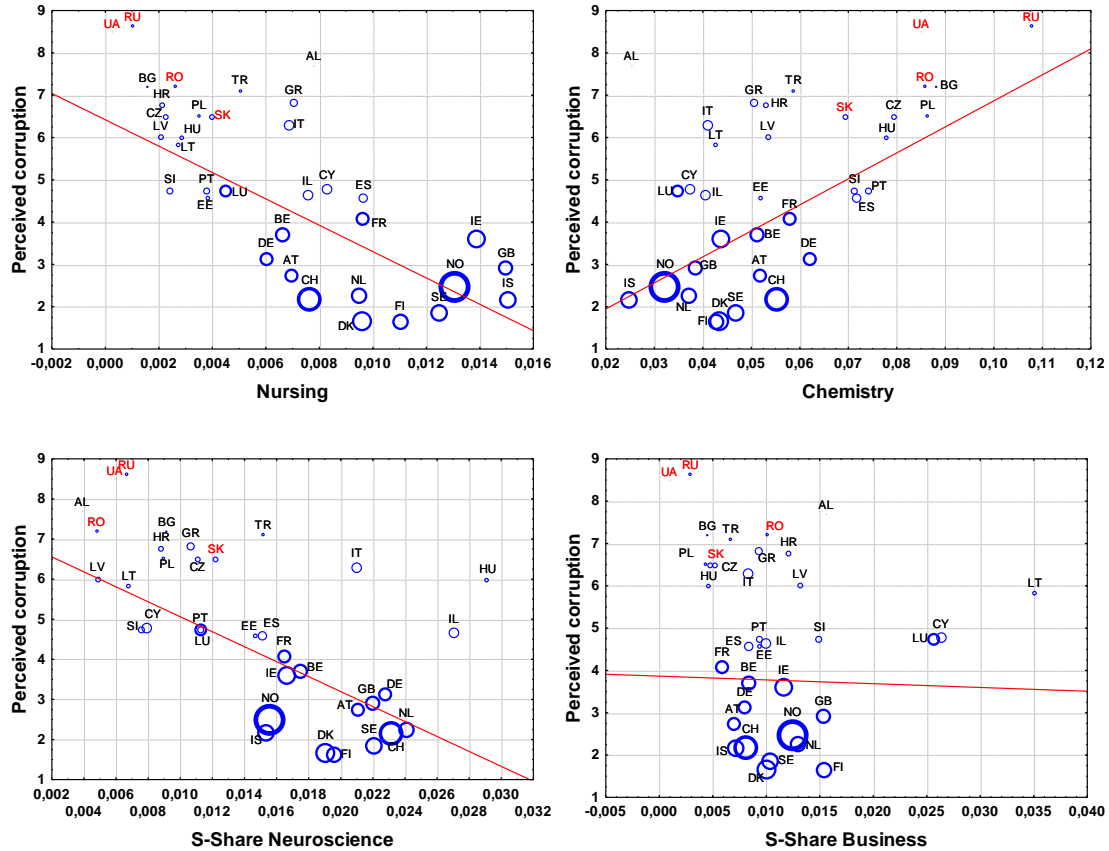 9
8
7
6
5
4
3
2
1
Perceived corruption
UA
RU
AL
BG
RO
TR
HR
CZ
PL
SK
GR
IT
LV
HU
LT
SI
PT
EE
LU
IL
CY
ES
FR
BE
DE
AT
CH
NL
DK
FI
SE
NO
IE
GB
IS
-0,002 0,000 0,002 0,004 0,006 0,008 0,010 0,012 0,014 0,016
Nursing
9
8
7
6
5
4
3
2
1
Perceived corruption
UA
RU
AL
RO
BG
TR
GR
HR
IT
SK
CZ
PL
LT
LV
HU
LU
CY
IL
EE
SI
PT
ES
FR
IE
BE
DE
NO
GB
AT
CH
IS
NL
DK
SE
FI
0,02 0,03 0,04 0,05 0,06 0,07 0,08 0,09 0,10 0,11 0,12
Chemistry
9
8
7
6
5
4
3
2
1
Perceived corruption
UA
RU
AL
RO
BG
TR
HR
GR
SK
PL
CZ
IT
LV
LT
HU
SI
CY
PT
LU
EE
ES
IL
FR
IE
BE
NO
GB
DE
AT
NL
IS
SE
CH
DK
FI
0,002 0,006 0,010 0,014 0,018 0,022 0,026 0,030
0,004 0,008 0,012 0,016 0,020 0,024 0,028 0,032
S-Share Neuroscience
9
8
7
6
5
4
3
2
1
Perceived corruption
UA
RU
AL
BG
TR
RO
PL
SK
GR
HR
CZ
HU
IT
LV
LT
PT
SI
LU
CY
ES
EE
IL
FR
BE
IE
DE
AT
NO
GB
CH
IS
NL
SE
DK
FI
-0,005 0,000 0,005 0,010 0,015 0,020 0,025 0,030 0,035 0,040
S-Share Business